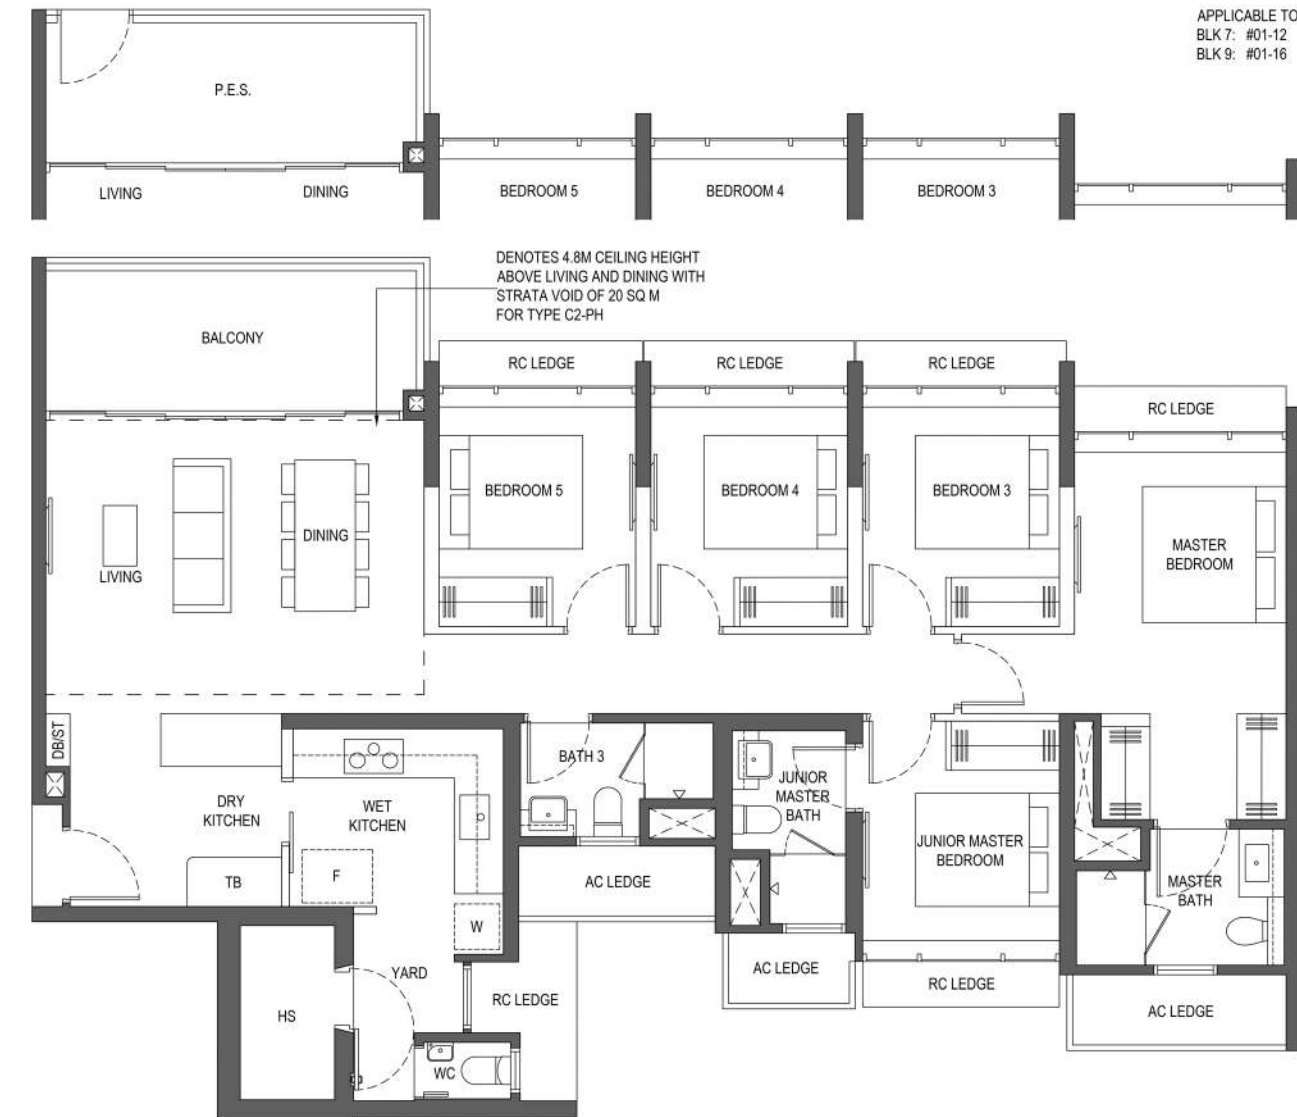 APPLICABLE TO
BLK 7: #01-12
BLK 9: #01-16
P.E.S.
LIVING
DINING
BEDROOM 5
BEDROOM 4
BEDROOM 3
DENOTES 4.8M CEILING HEIGHT
ABOVE LIVING AND DINING WITH
STRATA VOID OF 20 SQ M
FOR TYPE C2-PH
BALCONY
RC LEDGE
RC LEDGE
RC LEDGE
RC LEDGE
BEDROOM 5
BEDROOM 4
BEDROOM 3
DINING
LIVING
MASTER
BEDROOM
DB/ST
BATH 3
JUNIOR
MASTER
BATH
DRY
KITCHEN
WET
KITCHEN
JUNIOR MASTER
BEDROOM
TB
F
AC LEDGE
MASTER
BATH
W
YARD
AC LEDGE
RC LEDGE
RC LEDGE
HS
AC LEDGE
WC